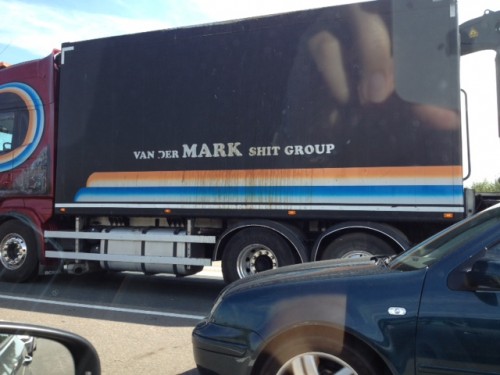 VAN DER MARK SHIT GROUP